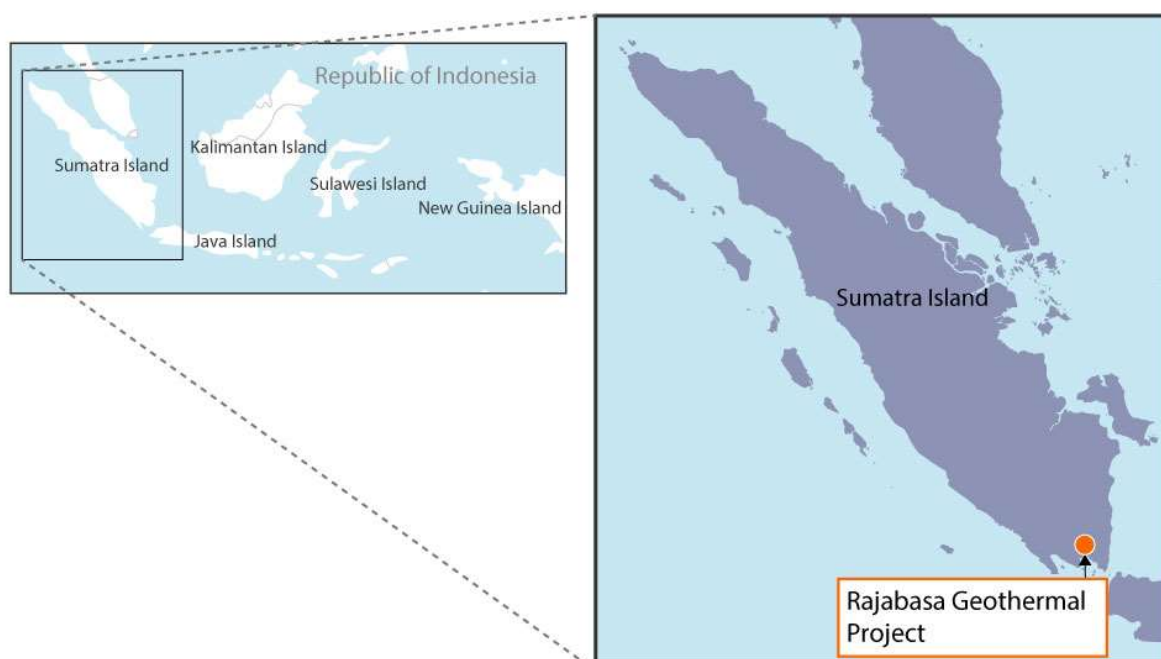 Republic of Indonesia
Kalimantan Island
Sumatra Island
Sulawesi Island
New Guinea Island
Java Island
Sumatra Island
Rajabasa Geothermal
Project